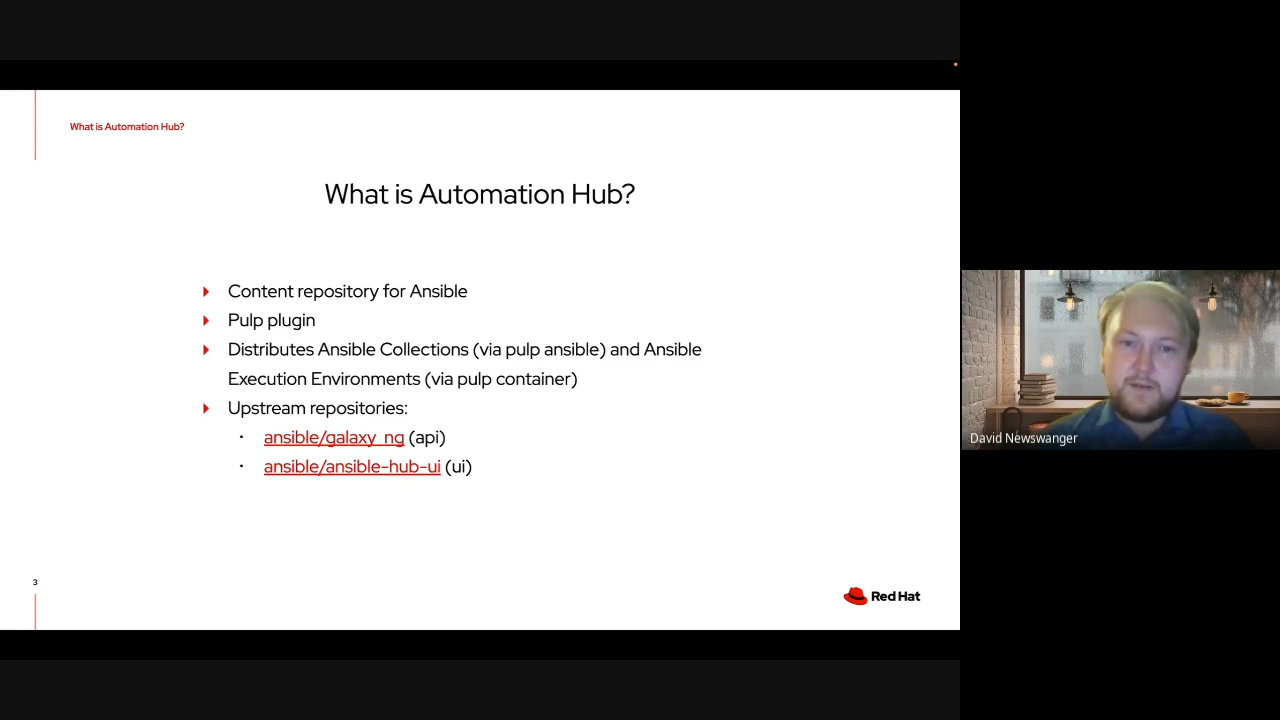 What is Automation Hub?
What is Automation Hub?
Content repository for Ansible
Pulp plugin
Distributes Ansible Collections (via pulp ansible) and Ansible
Execution Environments (via pulp container)
Upstream repositories:
ansible/galaxy_ng (api)
ansible/ansible-hub-ui (ui)
3
Red Hat
David Newswanger